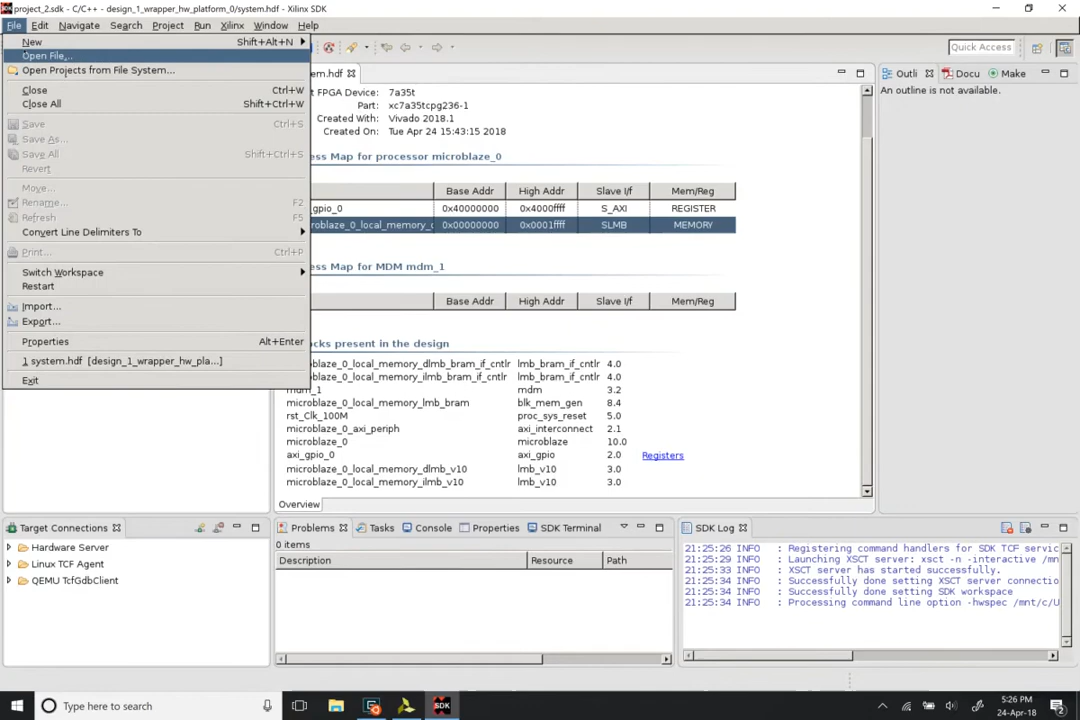 project_2.sdk - C/C++ - design_1_wrapper_hw_platform_0/system.hdf - Xilinx SDK
File Edit Navigate Search Project Run Xilinx Window Help
New Shift+Alt+N
Open File...
Open Projects from File System...
Close Ctrl+W
Close All Shift+Ctrl+W
Save Ctrl+S
Save As...
Save All Shift+Ctrl+S
Revert
Move...
Rename... F2
Refresh F5
Convert Line Delimiters To
Print... Ctrl+P
Switch Workspace
Restart
Import...
Export...
Properties Alt+Enter
1 system.hdf [design_1_wrapper_hw_pla...]
Exit
Quick Access
em.hdf
FPGA Device: 7a35t
Part: xc7a35tcpg236-1
Created With: Vivado 2018.1
Created On: Tue Apr 24 15:43:15 2018
ess Map for processor microblaze_0
Base Addr High Addr Slave I/f Mem/Reg
_gpio_0 0x40000000 0x4000ffff S_AXI REGISTER
roblaze_0_local_memory_c 0x00000000 0x0001ffff SLMB MEMORY
ess Map for MDM mdm_1
Base Addr High Addr Slave I/f Mem/Reg
cks present in the design
blaze_0_local_memory_dlmb_bram_if_cntlr lmb_bram_if_cntlr 4.0
blaze_0_local_memory_ilmb_bram_if_cntlr lmb_bram_if_cntlr 4.0
mdm_1 mdm 3.2
microblaze_0_local_memory_lmb_bram blk_mem_gen 8.4
rst_Clk_100M proc_sys_reset 5.0
microblaze_0_axi_periph axi_interconnect 2.1
microblaze_0 microblaze 10.0
axi_gpio_0 axi_gpio 2.0 Registers
microblaze_0_local_memory_dlmb_v10 lmb_v10 3.0
microblaze_0_local_memory_ilmb_v10 lmb_v10 3.0
Overview
Outli Docu Make
An outline is not available.
Target Connections
Hardware Server
Linux TCF Agent
QEMU TcfGdbClient
Problems Tasks Console Properties SDK Terminal
0 items
Description Resource Path
SDK Log
21:25:26 INFO : Registering command handlers for SDK TCF servic
21:25:29 INFO : Launching XSCT server: xsct -n -interactive /mn
21:25:33 INFO : XSCT server has started successfully.
21:25:34 INFO : Successfully done setting XSCT server connectio
21:25:34 INFO : Successfully done setting SDK workspace
21:25:34 INFO : Processing command line option -hwspec /mnt/c/U
Type here to search
SDK
5:26 PM
24-Apr-18
2